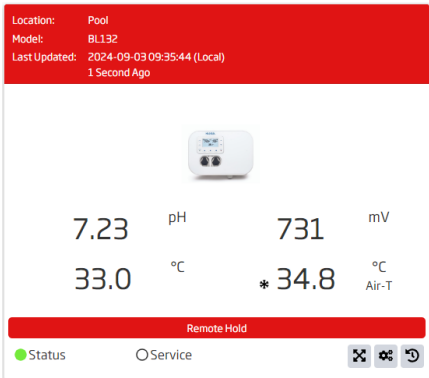 Location: Pool
Model: BL132
Last Updated: 2024-09-03 09:35:44 (Local)
1 Second Ago
7.23 pH 731 mV
33.0 °C * 34.8 °C
Air-T
Remote Hold
Status Service